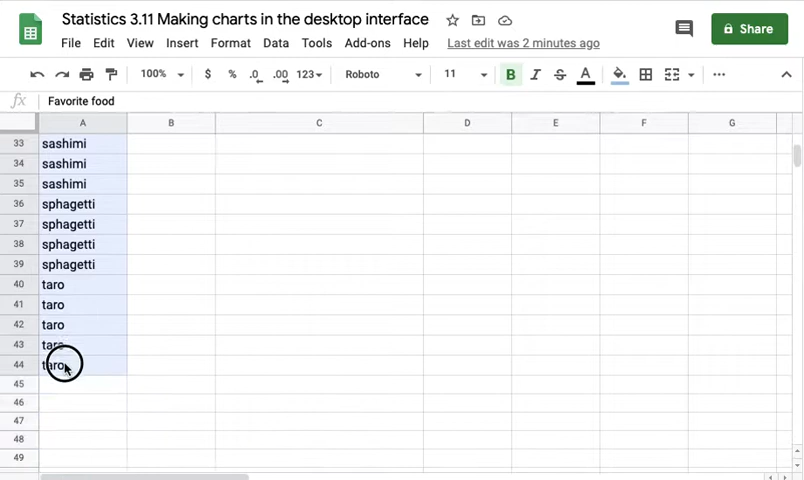 Statistics 3.11 Making charts in the desktop interface
File Edit View Insert Format Data Tools Add-ons Help Last edit was 2 minutes ago
Share
100% $ % .0 .00 123 Roboto 11 B I S A
fx Favorite food
A B C D E F G
33 sashimi
34 sashimi
35 sashimi
36 sphagetti
37 sphagetti
38 sphagetti
39 sphagetti
40 taro
41 taro
42 taro
43 taro
44 taro
45
46
47
48
49